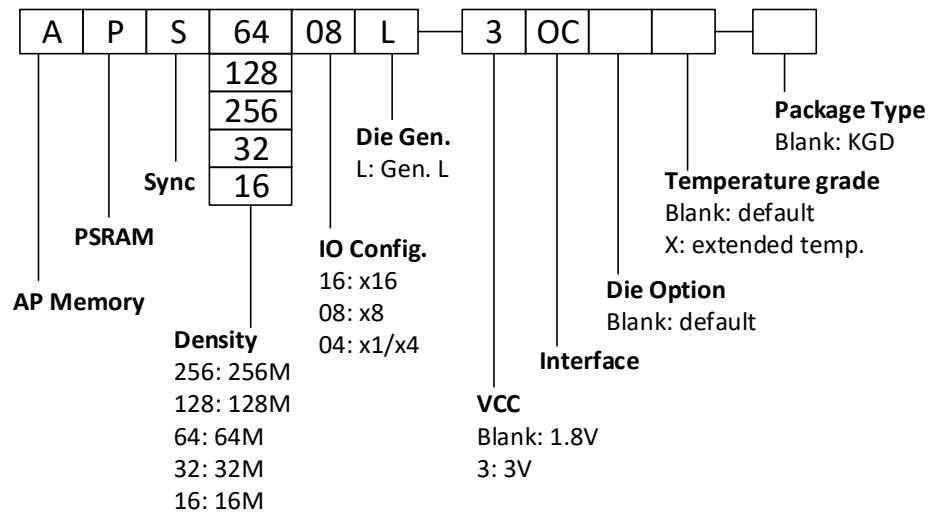 A P S 64 08 L 3 OC
128
256
32
16
Sync
PSRAM
AP Memory
Density
256: 256M
128: 128M
64: 64M
32: 32M
16: 16M
IO Config.
16: x16
08: x8
04: x1/x4
Die Gen.
L: Gen. L
VCC
Blank: 1.8V
3: 3V
Interface
Die Option
Blank: default
Temperature grade
Blank: default
X: extended temp.
Package Type
Blank: KGD